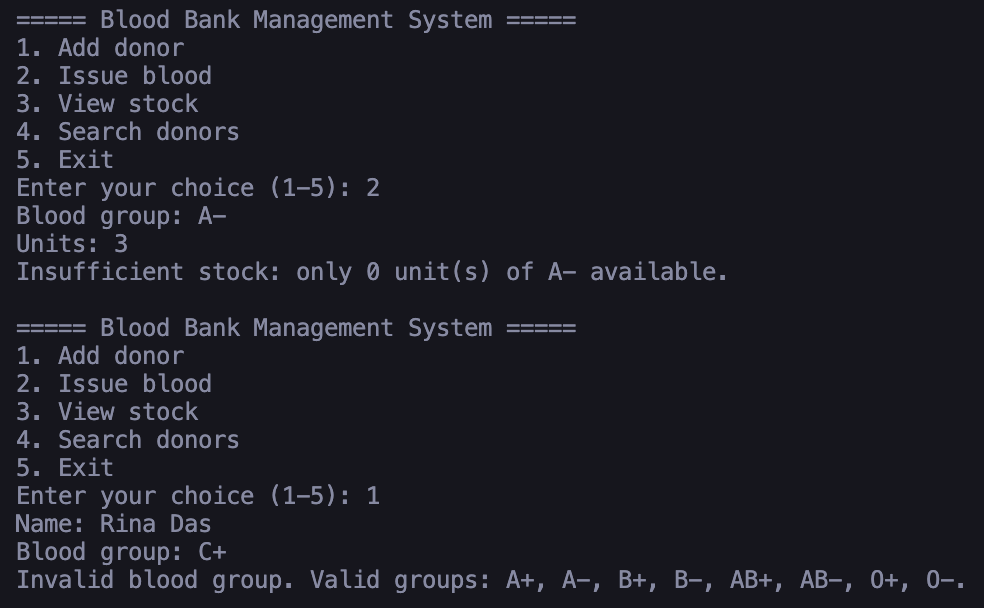 ===== Blood Bank Management System =====
1. Add donor
2. Issue blood
3. View stock
4. Search donors
5. Exit
Enter your choice (1-5): 2
Blood group: A-
Units: 3
Insufficient stock: only 0 unit(s) of A- available.

===== Blood Bank Management System =====
1. Add donor
2. Issue blood
3. View stock
4. Search donors
5. Exit
Enter your choice (1-5): 1
Name: Rina Das
Blood group: C+
Invalid blood group. Valid groups: A+, A-, B+, B-, AB+, AB-, O+, O-.